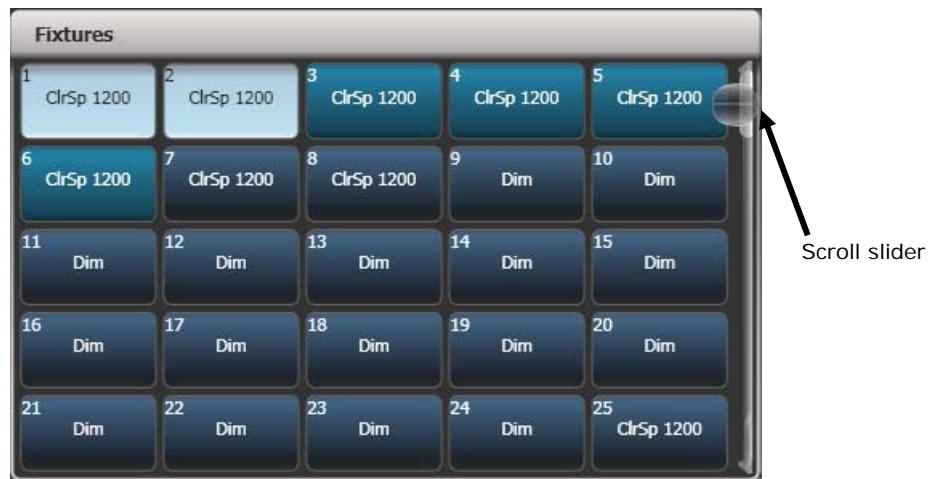 Fixtures
1 ClrSp 1200
2 ClrSp 1200
3 ClrSp 1200
4 ClrSp 1200
5 ClrSp 1200
6 ClrSp 1200
7 ClrSp 1200
8 ClrSp 1200
9 Dim
10 Dim
11 Dim
12 Dim
13 Dim
14 Dim
15 Dim
16 Dim
17 Dim
18 Dim
19 Dim
20 Dim
21 Dim
22 Dim
23 Dim
24 Dim
25 ClrSp 1200
Scroll slider